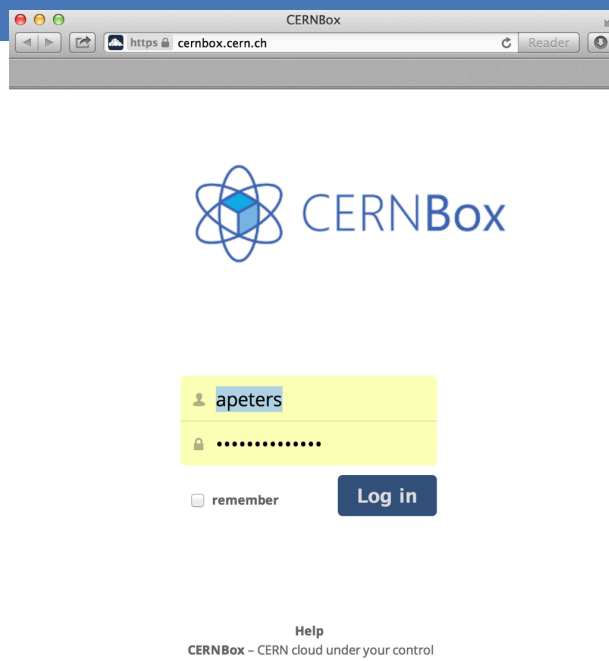 CERNBox
https cernbox.cern.ch Reader
CERNBox
apeters
••••••••••••••
remember Log in
Help
CERNBox – CERN cloud under your control